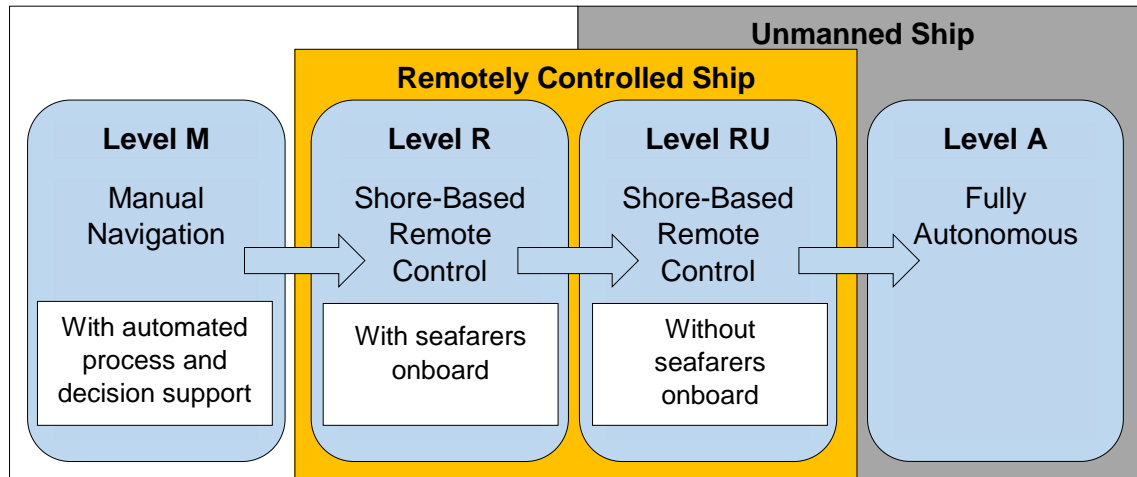 Unmanned Ship
Remotely Controlled Ship
Level M
Manual
Navigation
With automated
process and
decision support
Level R
Shore-Based
Remote
Control
With seafarers
onboard
Level RU
Shore-Based
Remote
Control
Without
seafarers
onboard
Level A
Fully
Autonomous